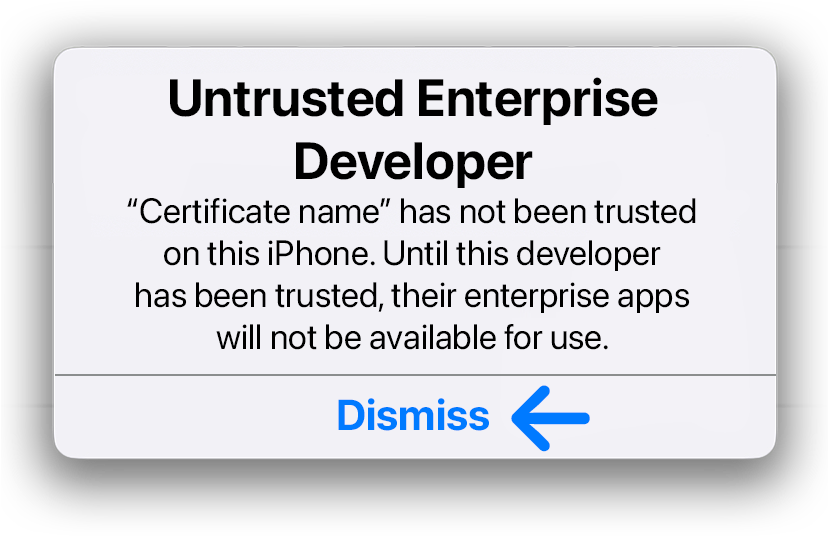 Untrusted Enterprise
Developer
“Certificate name” has not been trusted
on this iPhone. Until this developer
has been trusted, their enterprise apps
will not be available for use.
Dismiss